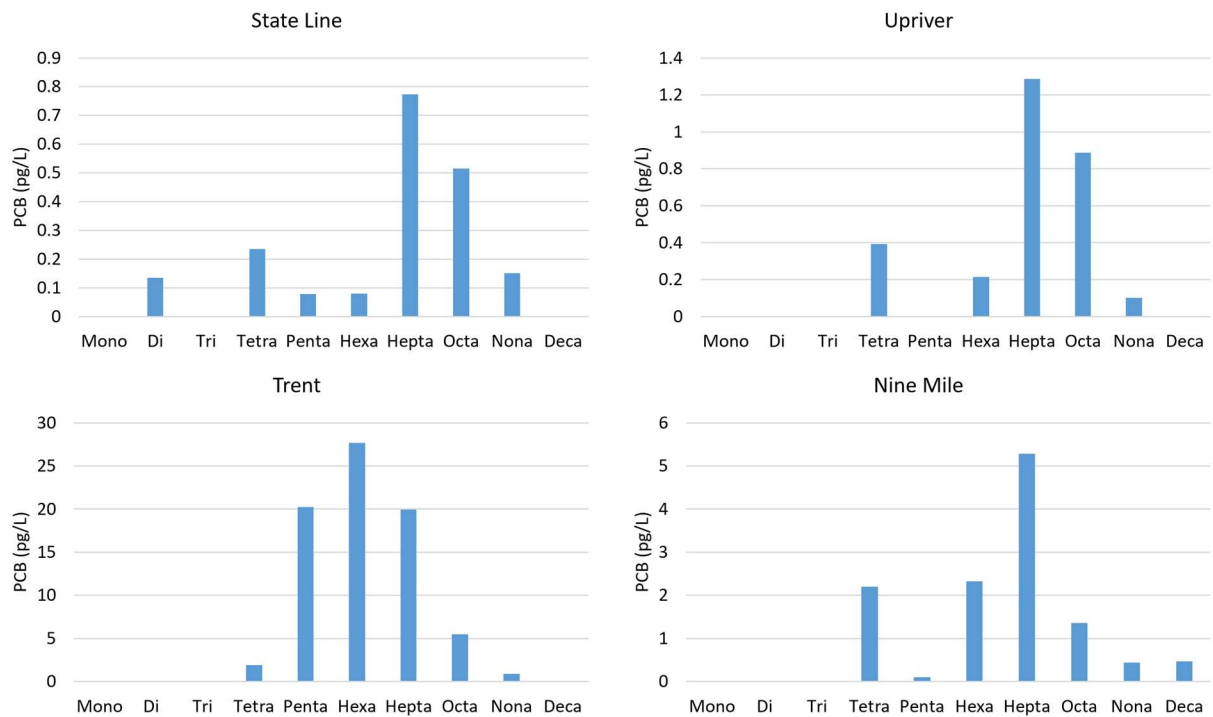 State Line
PCB (pg/L)
0.9
0.8
0.7
0.6
0.5
0.4
0.3
0.2
0.1
0
Mono Di Tri Tetra Penta Hexa Hepta Octa Nona Deca
Upriver
PCB (pg/L)
1.4
1.2
1
0.8
0.6
0.4
0.2
0
Mono Di Tri Tetra Penta Hexa Hepta Octa Nona Deca
Trent
PCB (pg/L)
30
25
20
15
10
5
0
Mono Di Tri Tetra Penta Hexa Hepta Octa Nona Deca
Nine Mile
PCB (pg/L)
6
5
4
3
2
1
0
Mono Di Tri Tetra Penta Hexa Hepta Octa Nona Deca